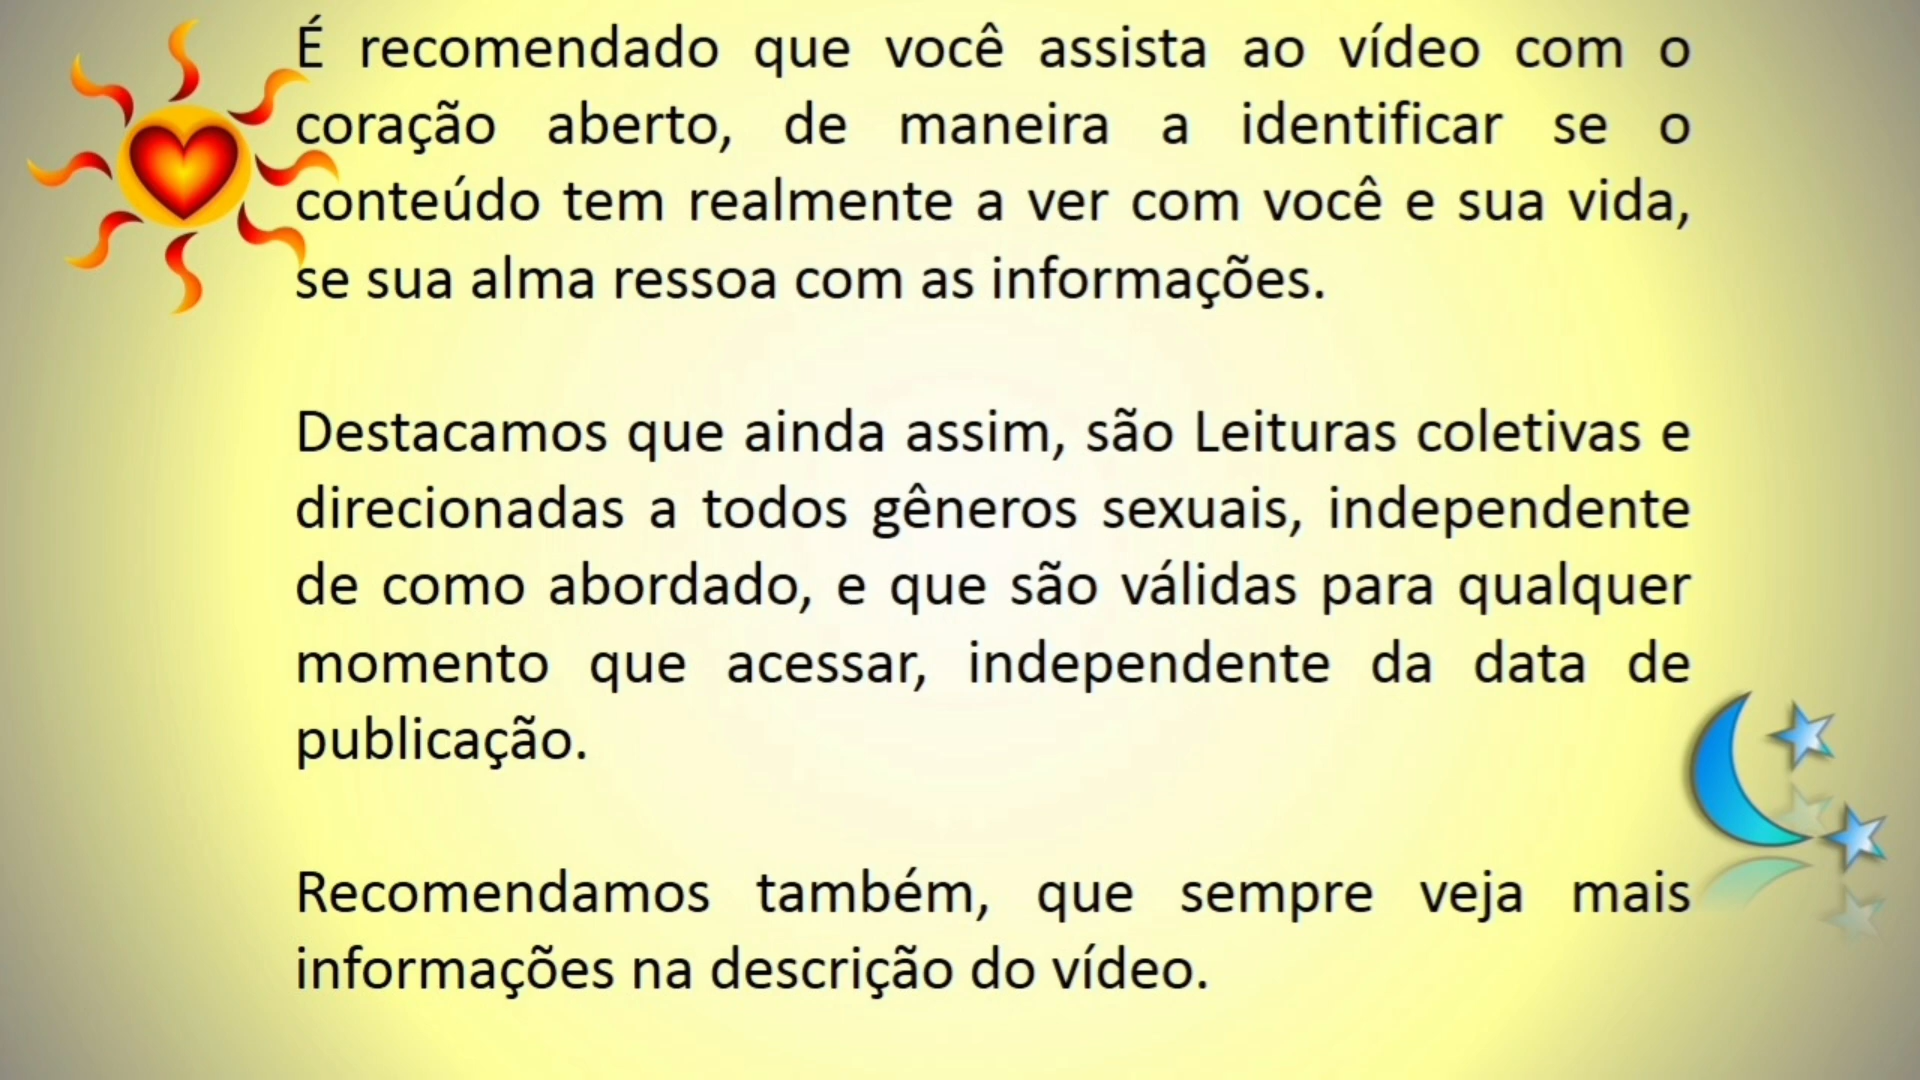 É recomendado que você assista ao vídeo com o
coração aberto, de maneira a identificar se o
conteúdo tem realmente a ver com você e sua vida,
se sua alma ressoa com as informações.
Destacamos que ainda assim, são Leituras coletivas e
direcionadas a todos gêneros sexuais, independente
de como abordado, e que são válidas para qualquer
momento que acessar, independente da data de
publicação.
Recomendamos também, que sempre veja mais
informações na descrição do vídeo.